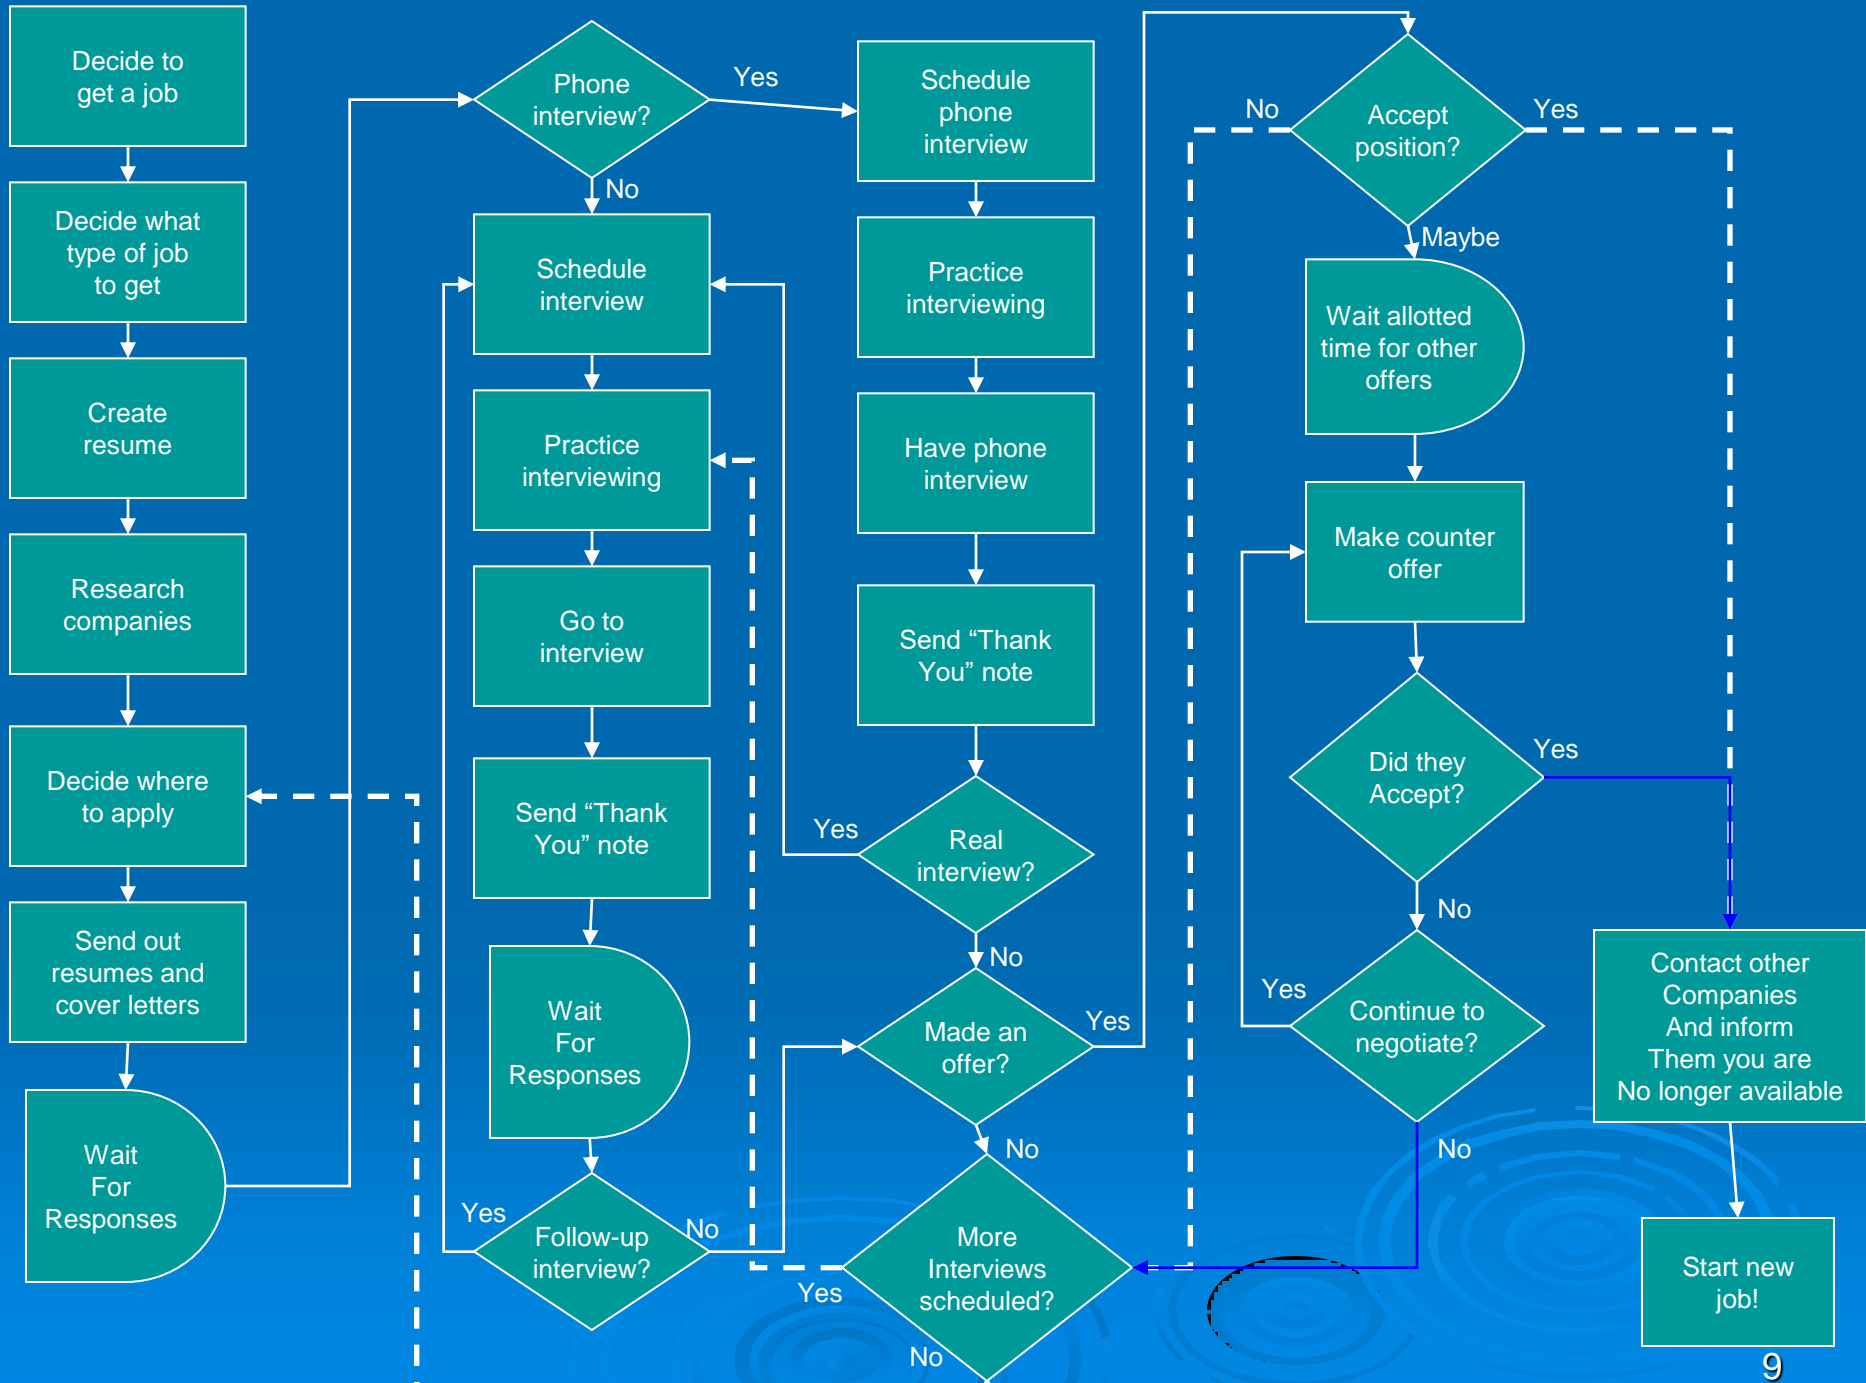 Decide to
get a job
Decide what
type of job
to get
Create
resume
Research
companies
Decide where
to apply
Send out
resumes and
cover letters
Wait
For
Responses
Phone
interview?
Yes
No
Schedule
interview
Practice
interviewing
Go to
interview
Send “Thank
You” note
Wait
For
Responses
Yes
No
Follow-up
interview?
Schedule
phone
interview
Practice
interviewing
Have phone
interview
Send “Thank
You” note
Yes
Real
interview?
No
Made an
offer?
Yes
No
More
Interviews
scheduled?
Yes
No
No
Accept
position?
Yes
Maybe
Wait allotted
time for other
offers
Make counter
offer
Did they
Accept?
Yes
No
Yes
Continue to
negotiate?
No
Contact other
Companies
And inform
Them you are
No longer available
Start new
job!
9